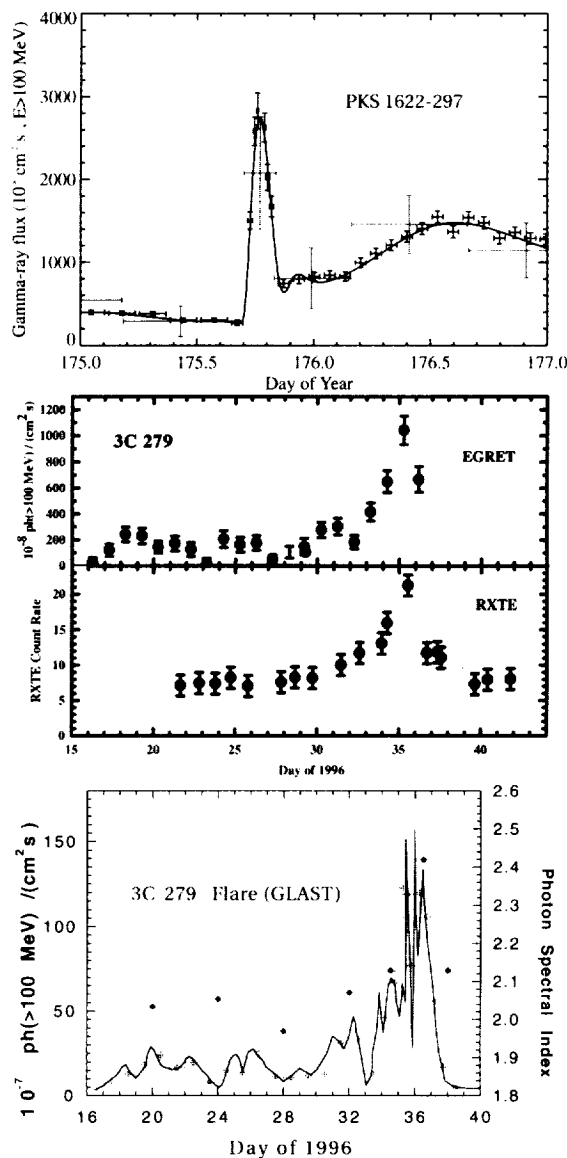 4000
3000
2000
1000
0
Gamma-ray flux (10⁻ cm⁻ s , E>100 MeV)
PKS 1622-297
175.0 175.5 176.0 176.5 177.0
Day of Year
1200
1000
800
600
400
200
0
10⁻⁸ ph(>100 MeV) / (cm² s)
3C 279
EGRET
20
15
10
5
0
RXTE Count Rate
RXTE
15 20 25 30 35 40
Day of 1996
150
100
50
0
10⁻⁷ ph(>100 MeV) /(cm² s)
3C 279 Flare (GLAST)
2.6
2.5
2.4
2.3
2.2
2.1
2.0
1.9
1.8
Photon Spectral Index
16 20 24 28 32 36 40
Day of 1996